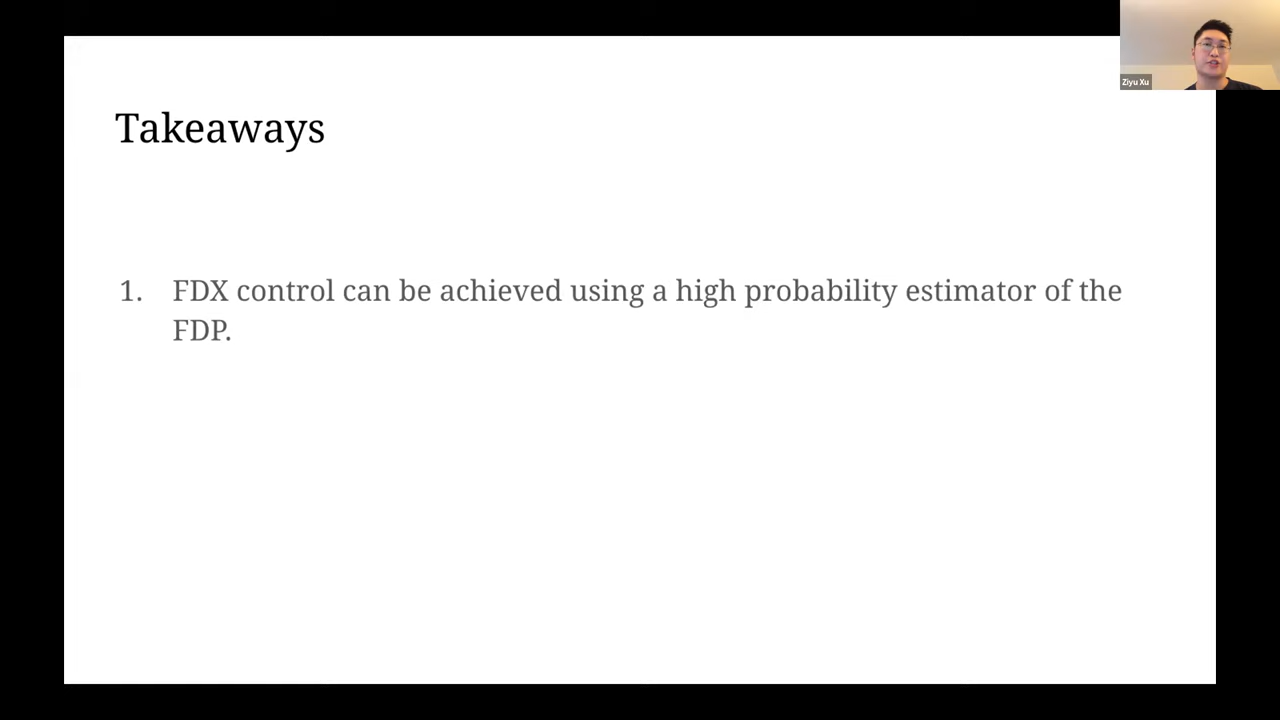 Ziyu Xu
Takeaways
1. FDX control can be achieved using a high probability estimator of the
FDP.